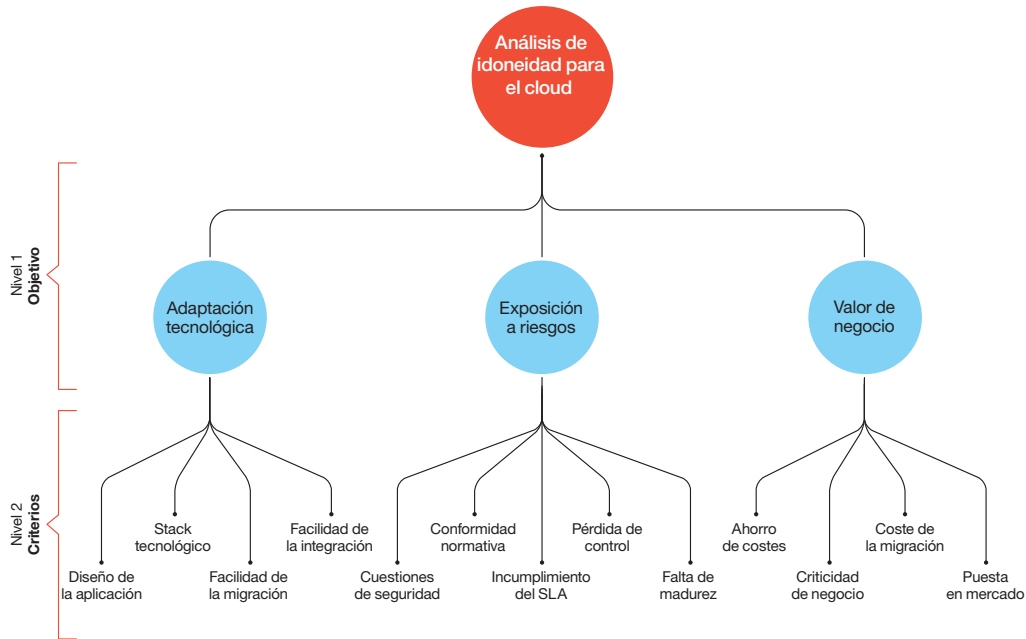 Análisis de
idoneidad para
el cloud
Nivel 1
Objetivo
Adaptación
tecnológica
Exposición
a riesgos
Valor de
negocio
Nivel 2
Criterios
Stack
tecnológico
Facilidad de
la integración
Conformidad
normativa
Pérdida de
control
Ahorro
de costes
Coste de
la migración
Diseño de
la aplicación
Facilidad de
la migración
Cuestiones
de seguridad
Incumplimiento
del SLA
Falta de
madurez
Criticidad
de negocio
Puesta
en mercado